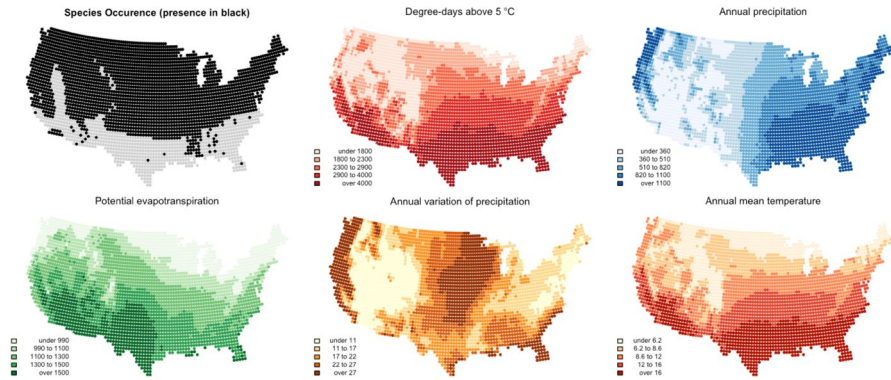 Species Occurence (presence in black)
Degree-days above 5 °C
under 1800
1800 to 2300
2300 to 2900
2900 to 4000
over 4000
Annual precipitation
under 360
360 to 510
510 to 820
820 to 1100
over 1100
Potential evapotranspiration
under 990
990 to 1100
1100 to 1300
1300 to 1500
over 1500
Annual variation of precipitation
under 11
11 to 17
17 to 22
22 to 27
over 27
Annual mean temperature
under 6.2
6.2 to 8.6
8.6 to 12
12 to 16
over 16